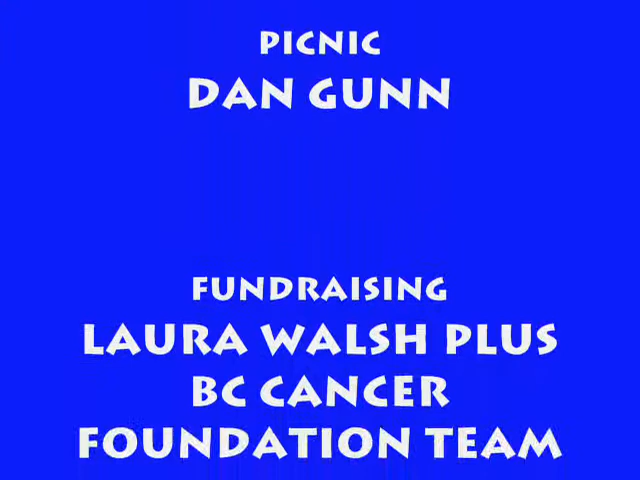 PICNIC
DAN GUNN
FUNDRAISING
LAURA WALSH PLUS
BC CANCER
FOUNDATION TEAM